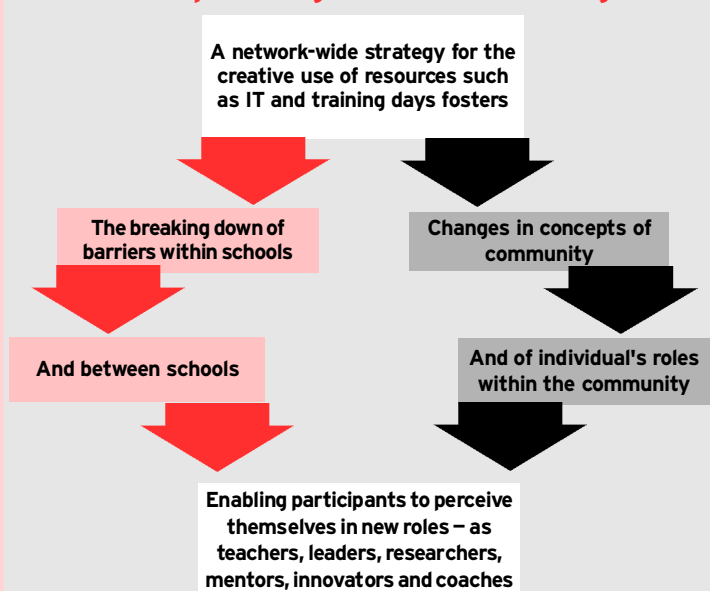 A network-wide strategy for the
creative use of resources such
as IT and training days fosters
The breaking down of
barriers within schools
Changes in concepts of
community
And between schools
And of individual's roles
within the community
Enabling participants to perceive
themselves in new roles – as
teachers, leaders, researchers,
mentors, innovators and coaches